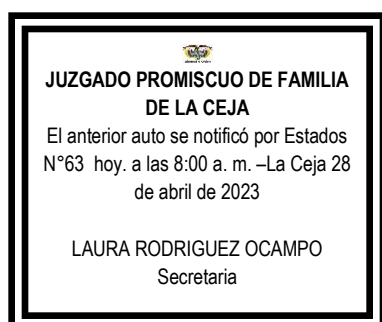 JUZGADO PROMISCUO DE FAMILIA
DE LA CEJA
El anterior auto se notificó por Estados
N°63 hoy. a las 8:00 a. m. –La Ceja 28
de abril de 2023
LAURA RODRIGUEZ OCAMPO
Secretaria